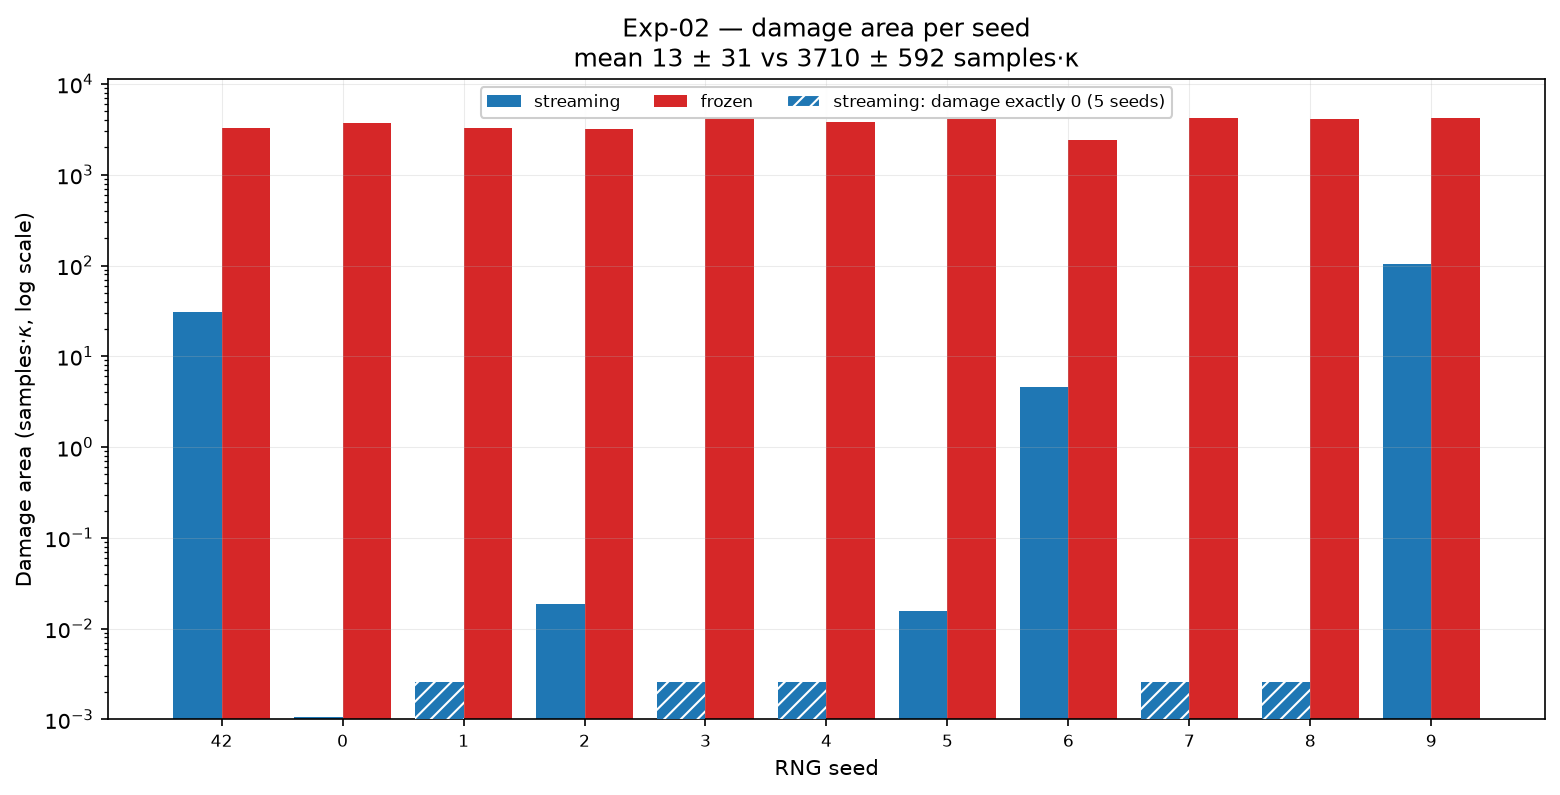 Exp-02 — damage area per seed
mean 13 ± 31 vs 3710 ± 592 samples·κ
streaming
frozen
streaming: damage exactly 0 (5 seeds)
Damage area (samples·κ, log scale)
10⁴
10³
10²
10¹
10⁰
10⁻¹
10⁻²
10⁻³
42 0 1 2 3 4 5 6 7 8 9
RNG seed